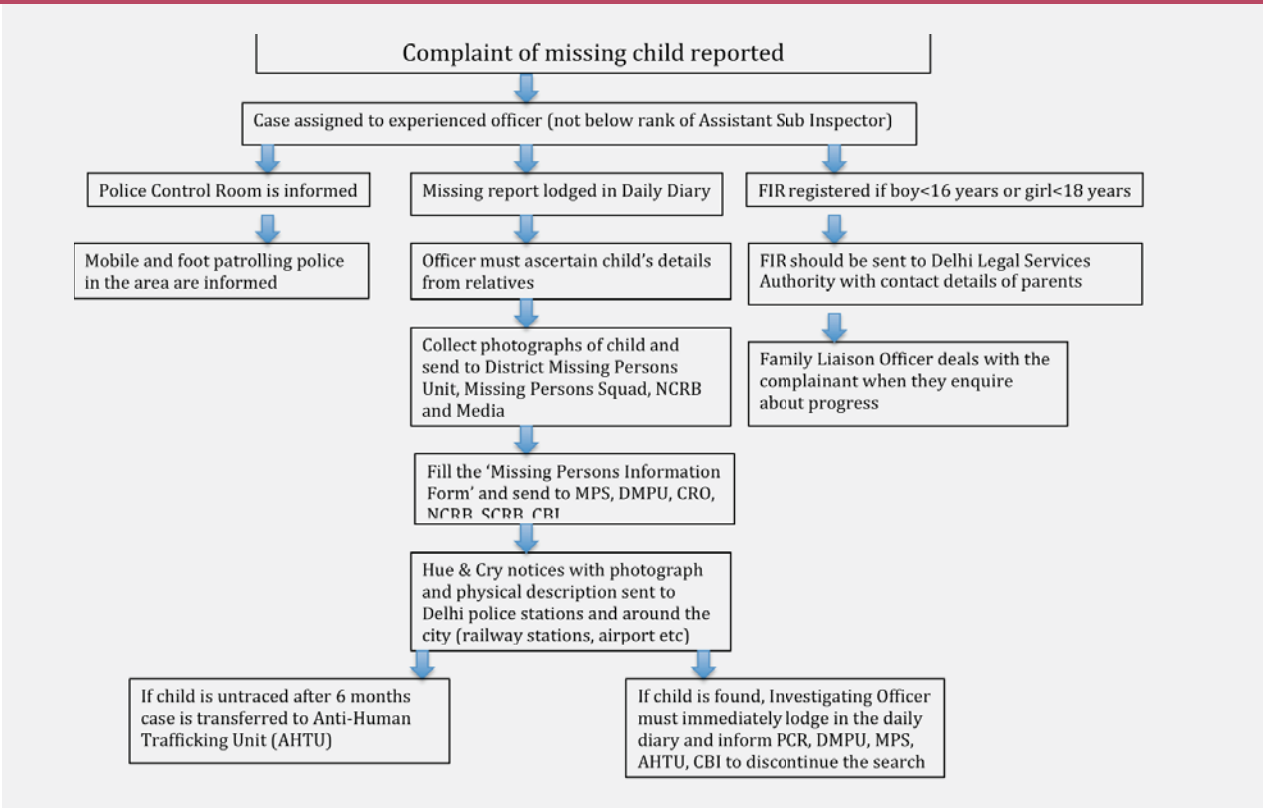 Complaint of missing child reported
Case assigned to experienced officer (not below rank of Assistant Sub Inspector)
Police Control Room is informed
Mobile and foot patrolling police
in the area are informed
Missing report lodged in Daily Diary
Officer must ascertain child's details
from relatives
Collect photographs of child and
send to District Missing Persons
Unit, Missing Persons Squad, NCRB
and Media
Fill the 'Missing Persons Information
Form' and send to MPS, DMPU, CRO,
NCRB, SCRB, CBI
Hue & Cry notices with photograph
and physical description sent to
Delhi police stations and around the
city (railway stations, airport etc)
FIR registered if boy<16 years or girl<18 years
FIR should be sent to Delhi Legal Services
Authority with contact details of parents
Family Liaison Officer deals with the
complainant when they enquire
about progress
If child is untraced after 6 months
case is transferred to Anti-Human
Trafficking Unit (AHTU)
If child is found, Investigating Officer
must immediately lodge in the daily
diary and inform PCR, DMPU, MPS,
AHTU, CBI to discontinue the search